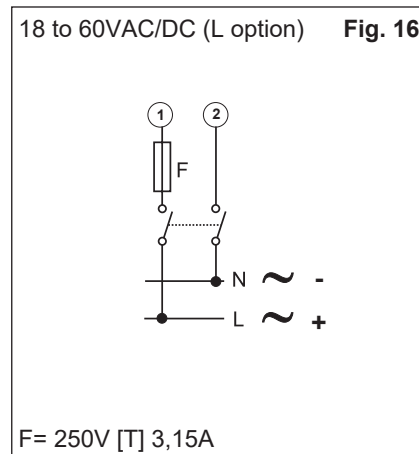 18 to 60VAC/DC (L option) Fig. 16
1 2
F
N ~ -
L ~ +
F= 250V [T] 3,15A